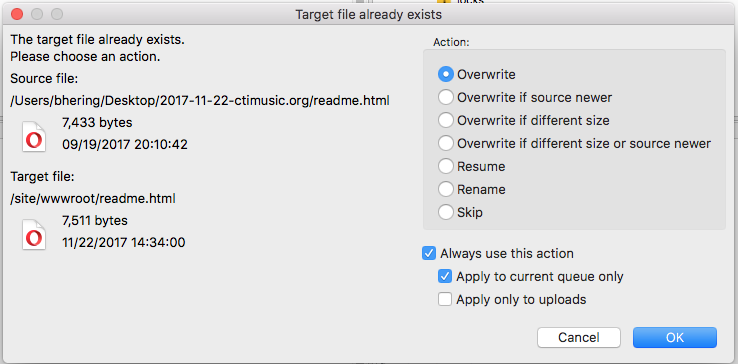 Target file already exists
The target file already exists.
Please choose an action.
Source file:
/Users/bhering/Desktop/2017-11-22-ctimusic.org/readme.html
7,433 bytes
09/19/2017 20:10:42
Target file:
/site/wwwroot/readme.html
7,511 bytes
11/22/2017 14:34:00
Action:
Overwrite
Overwrite if source newer
Overwrite if different size
Overwrite if different size or source newer
Resume
Rename
Skip
Always use this action
Apply to current queue only
Apply only to uploads
Cancel
OK